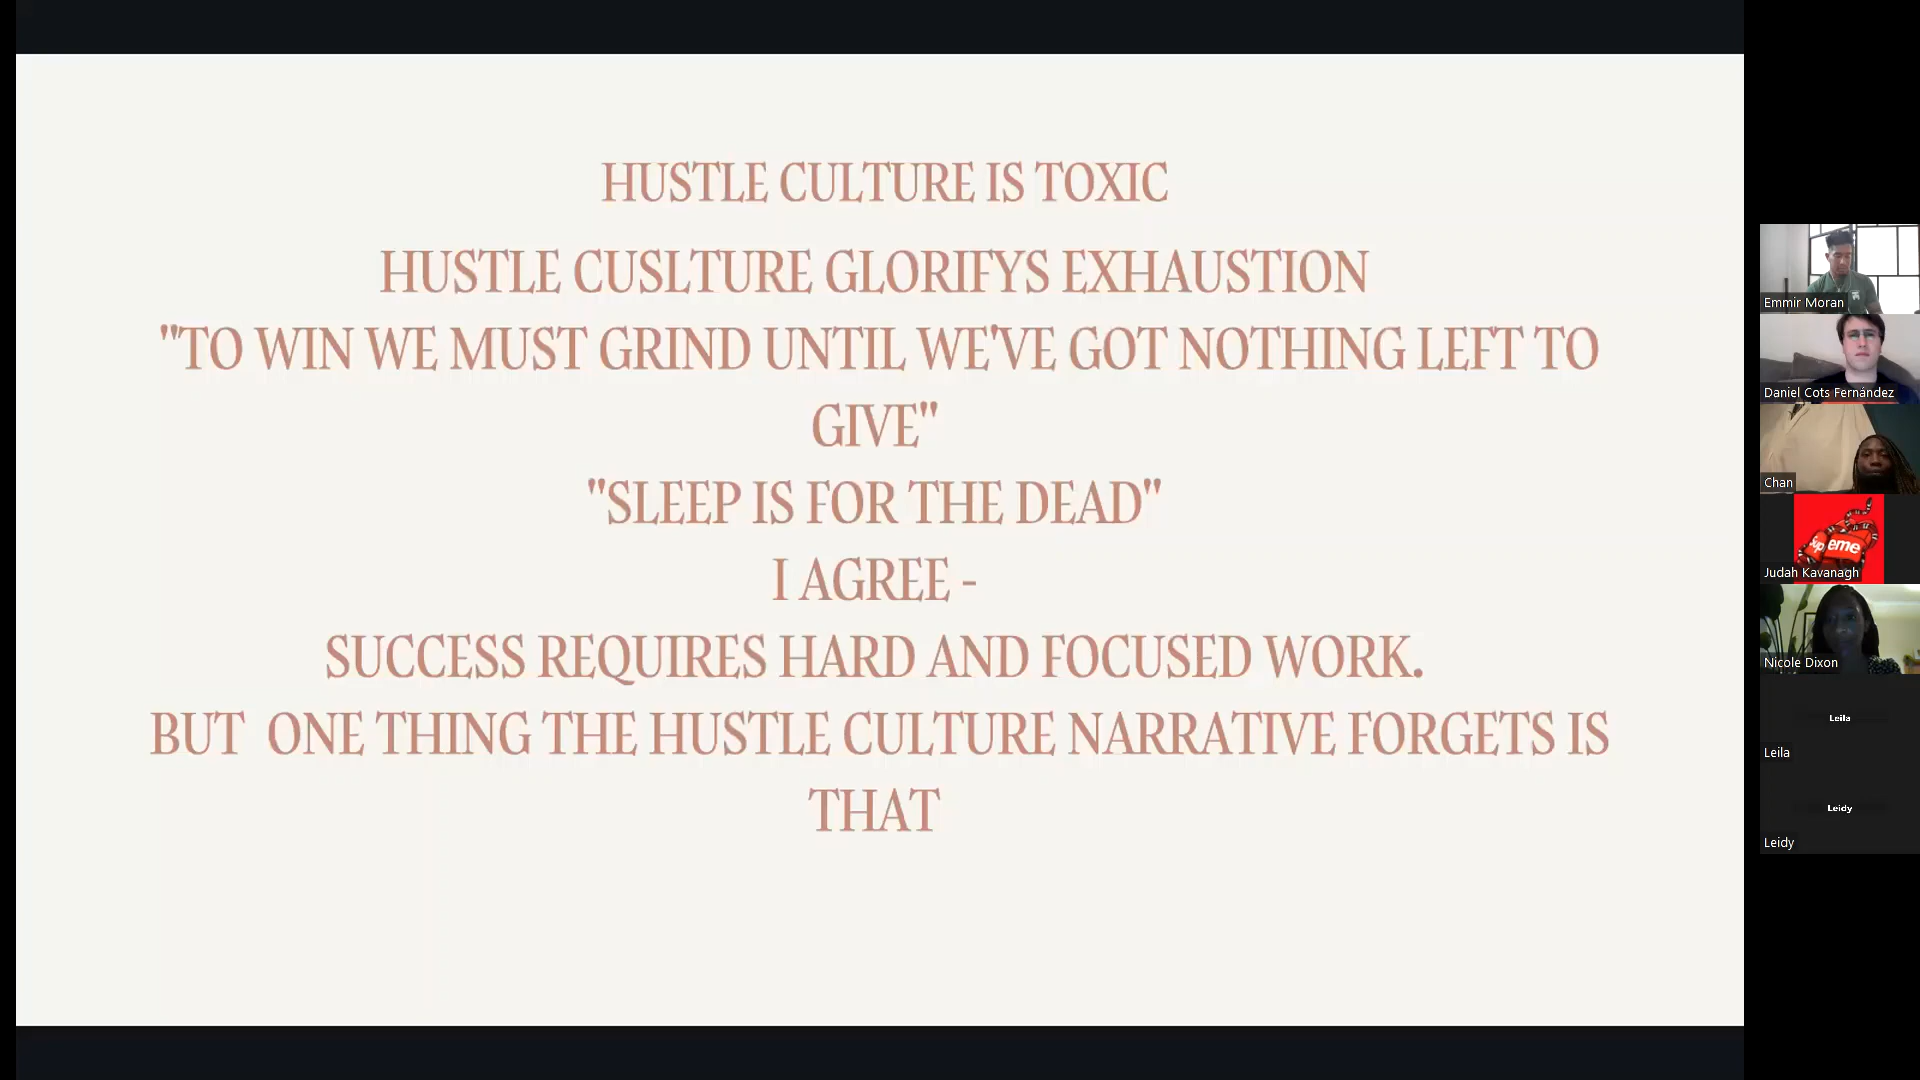 HUSTLE CULTURE IS TOXIC
HUSTLE CUSLTURE GLORIFYS EXHAUSTION
"TO WIN WE MUST GRIND UNTIL WE'VE GOT NOTHING LEFT TO
GIVE"
"SLEEP IS FOR THE DEAD"
I AGREE -
SUCCESS REQUIRES HARD AND FOCUSED WORK.
BUT ONE THING THE HUSTLE CULTURE NARRATIVE FORGETS IS
THAT
Emmir Moran
Daniel Cots Fernández
Chan
Sup eme
Judah Kavanagh
Nicole Dixon
Leila
Leila
Leidy
Leidy